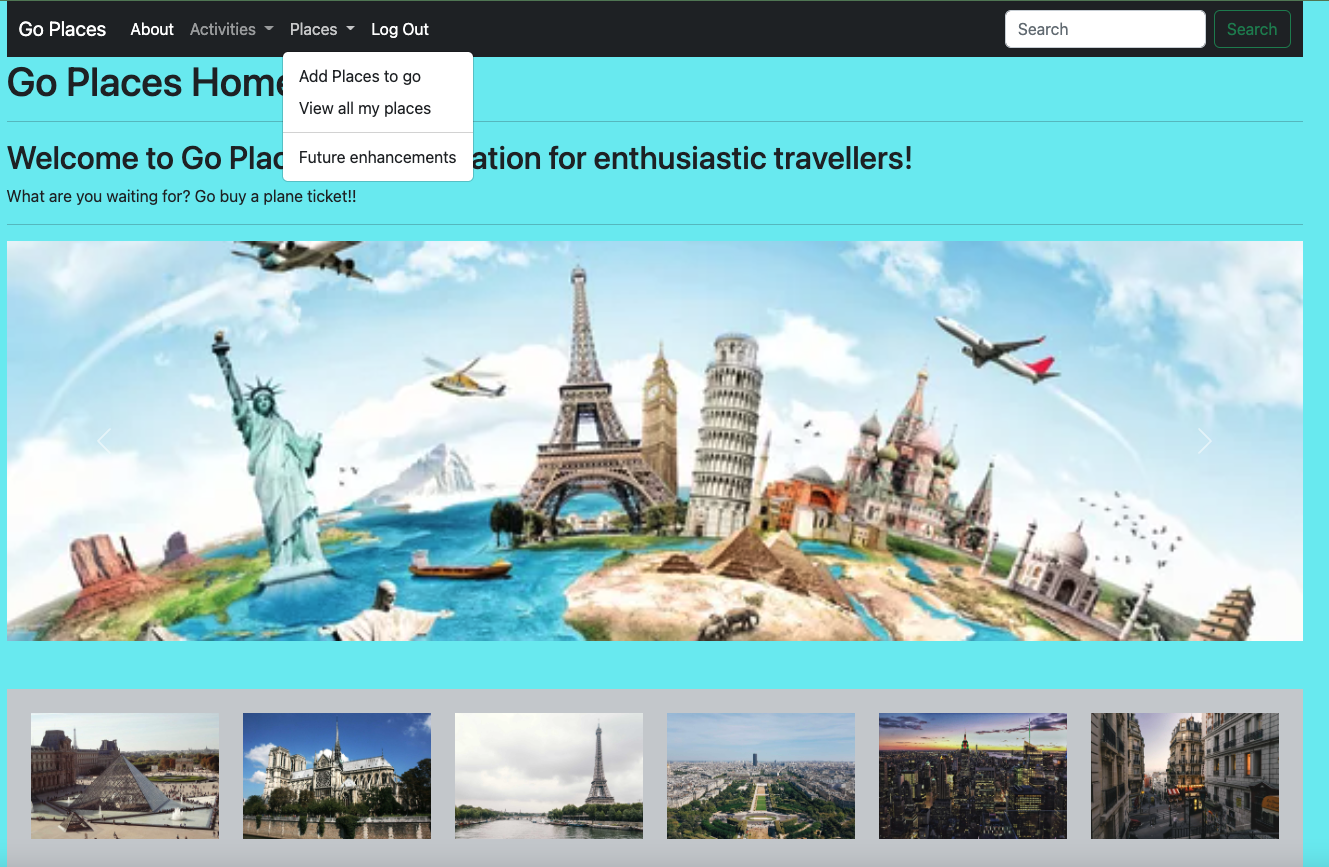 Go Places About Activities Places Log Out Search Search
Add Places to go
View all my places
Future enhancements
Go Places Home
Welcome to Go Plac ation for enthusiastic travellers!
What are you waiting for? Go buy a plane ticket!!